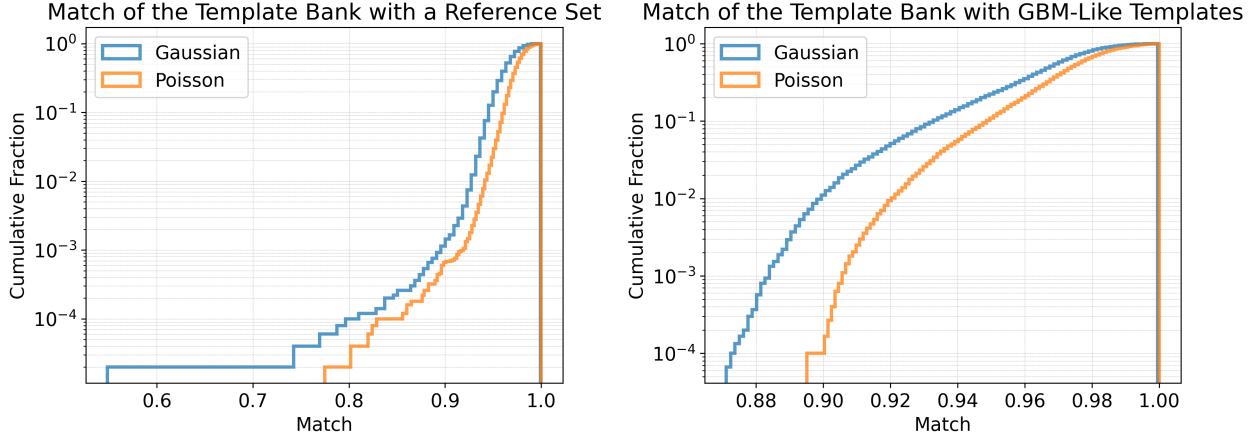 Match of the Template Bank with a Reference Set
Gaussian
Poisson
Cumulative Fraction
10⁰
10⁻¹
10⁻²
10⁻³
10⁻⁴
0.6 0.7 0.8 0.9 1.0
Match
Match of the Template Bank with GBM-Like Templates
Gaussian
Poisson
Cumulative Fraction
10⁰
10⁻¹
10⁻²
10⁻³
10⁻⁴
0.88 0.90 0.92 0.94 0.96 0.98 1.00
Match